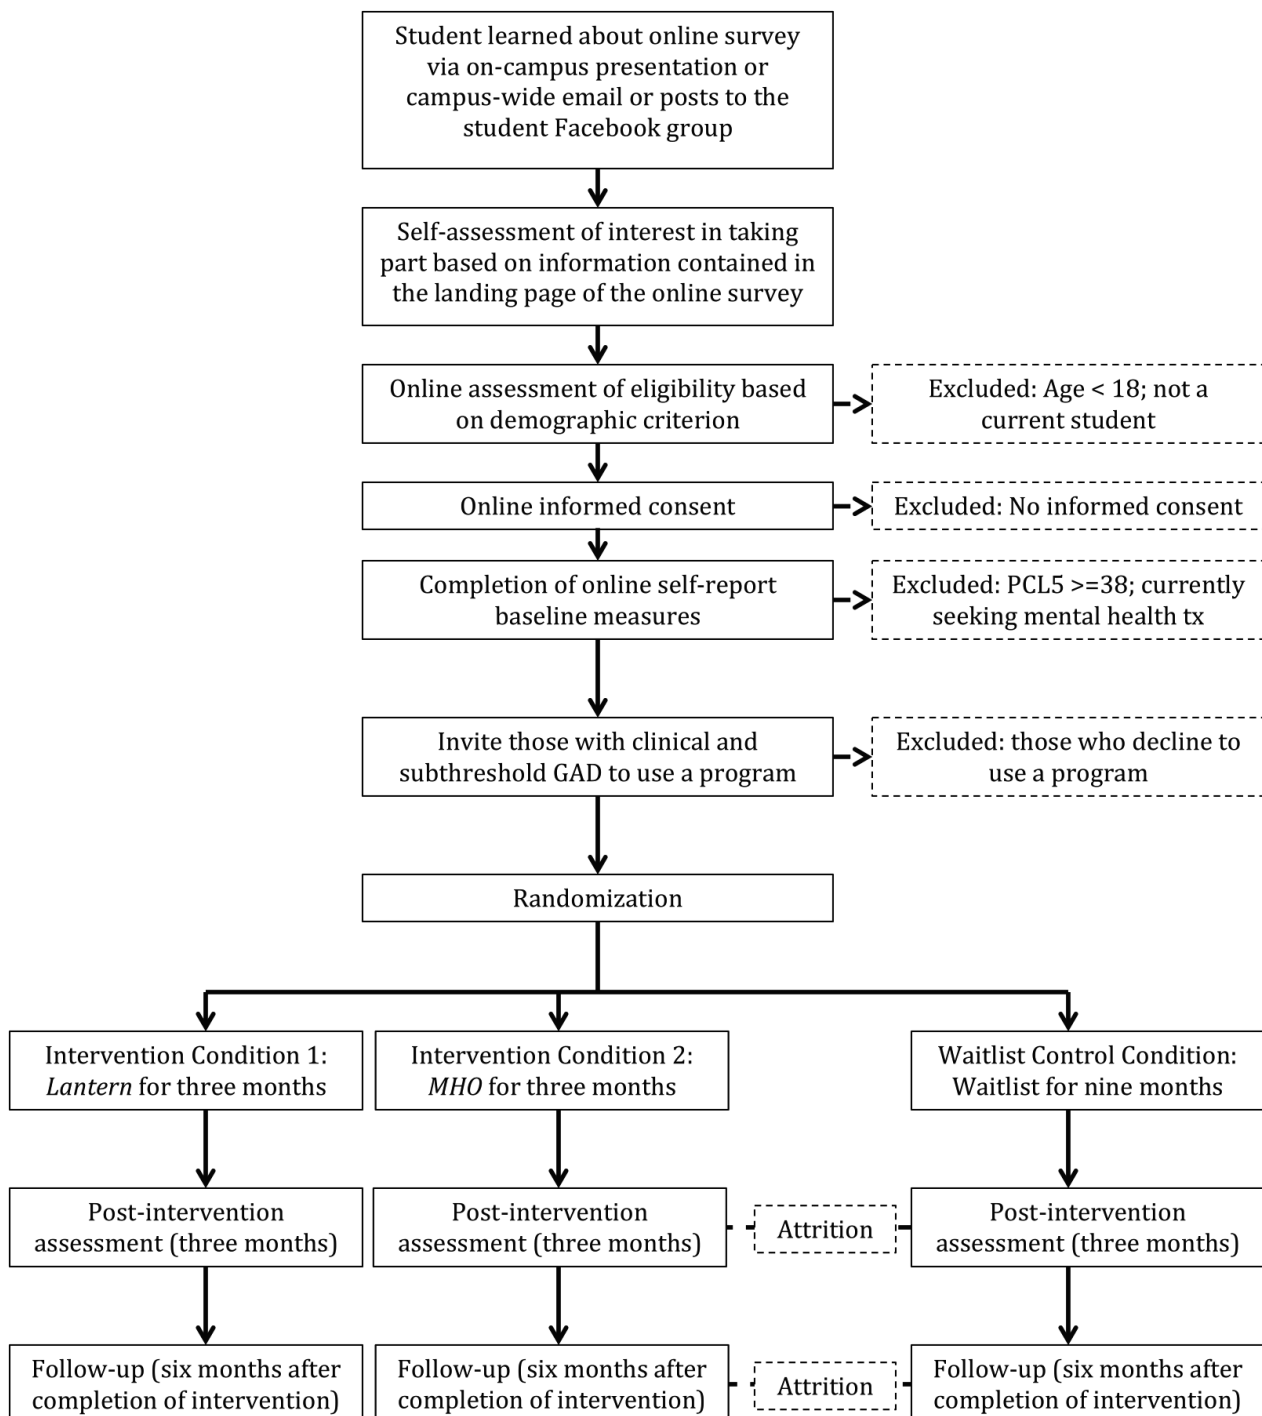 Student learned about online survey
via on-campus presentation or
campus-wide email or posts to the
student Facebook group
Self-assessment of interest in taking
part based on information contained in
the landing page of the online survey
Online assessment of eligibility based
on demographic criterion
Excluded: Age < 18; not a
current student
Online informed consent
Excluded: No informed consent
Completion of online self-report
baseline measures
Excluded: PCL5 >=38; currently
seeking mental health tx
Invite those with clinical and
subthreshold GAD to use a program
Excluded: those who decline to
use a program
Randomization
Intervention Condition 1:
Lantern for three months
Intervention Condition 2:
MHO for three months
Waitlist Control Condition:
Waitlist for nine months
Post-intervention
assessment (three months)
Post-intervention
assessment (three months)
Attrition
Post-intervention
assessment (three months)
Follow-up (six months after
completion of intervention)
Follow-up (six months after
completion of intervention)
Attrition
Follow-up (six months after
completion of intervention)